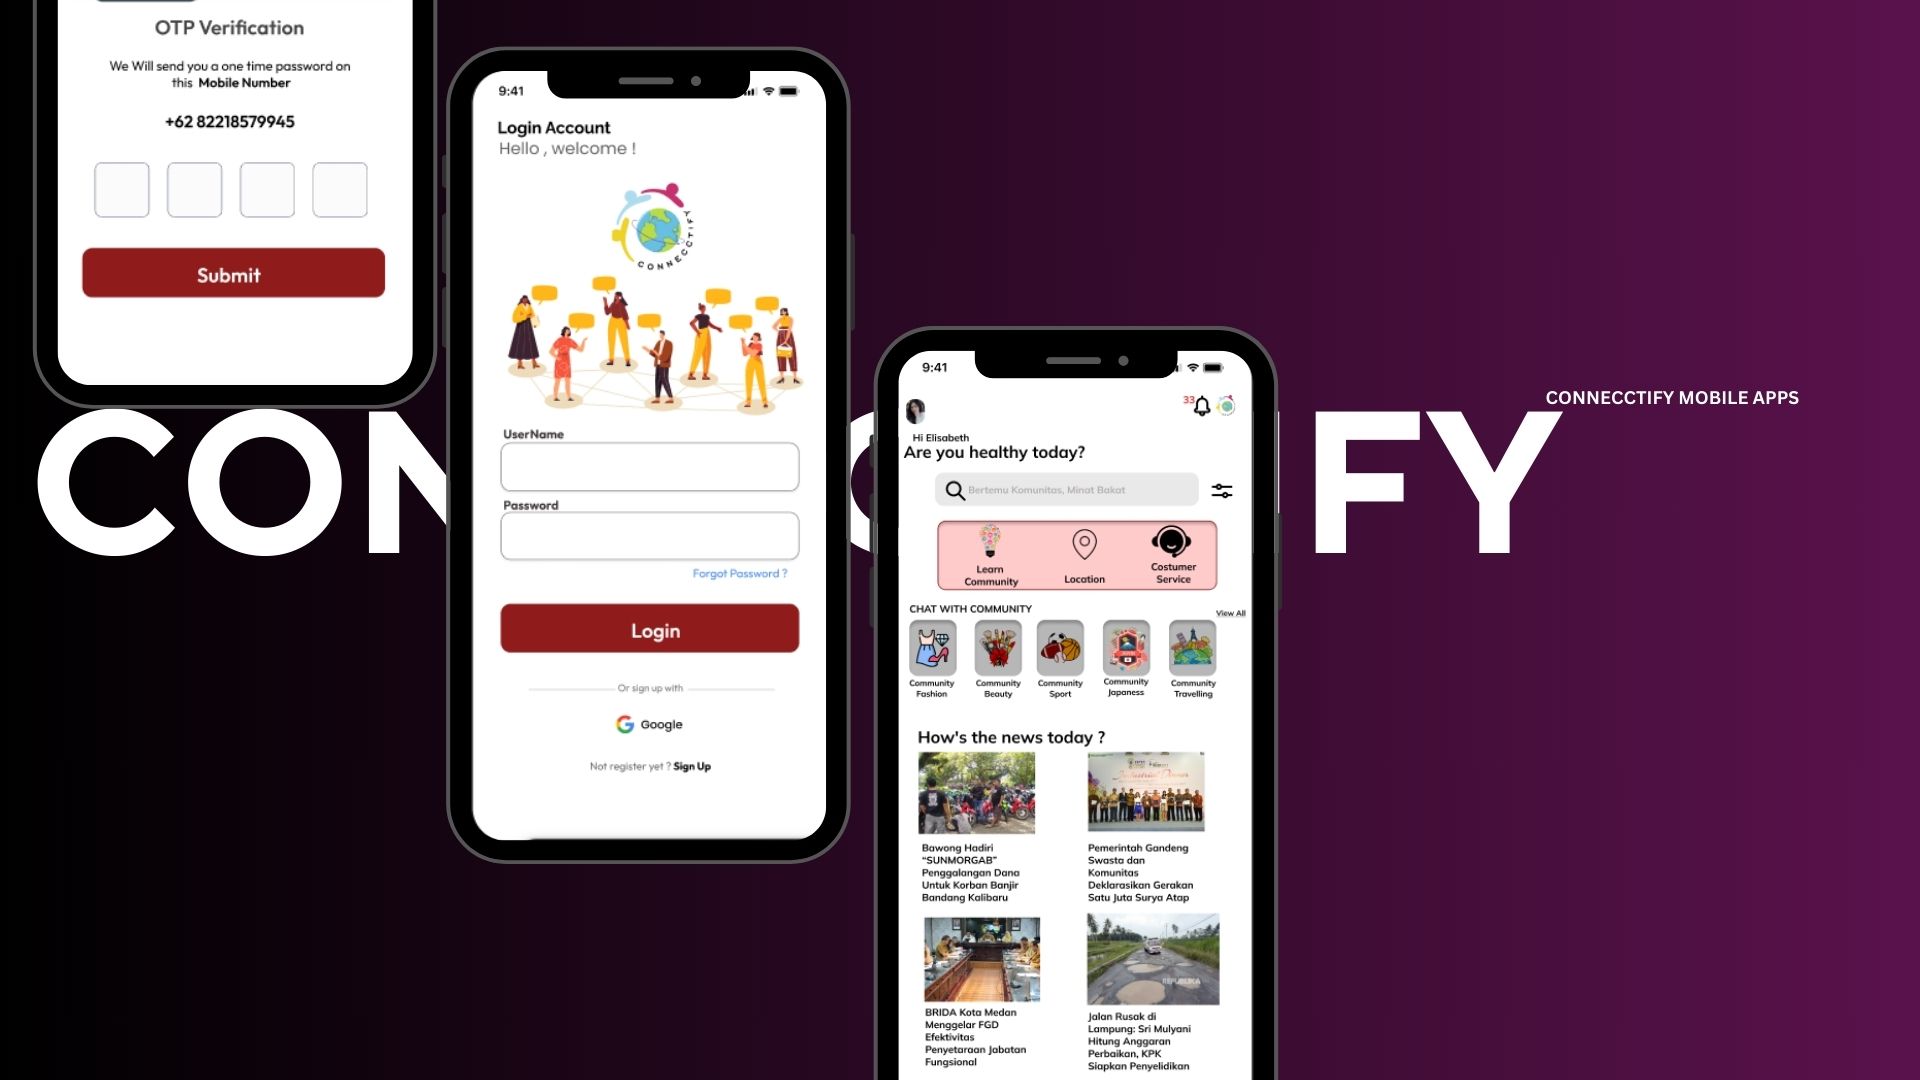 OTP Verification
We Will send you a one time password on
this Mobile Number
+62 82218579945
Submit
9:41
Login Account
Hello , welcome !
CONNECCTIFY
UserName
Password
Forgot Password ?
Login
Or sign up with
Google
Not register yet ? Sign Up
9:41
33
Hi Elisabeth
Are you healthy today?
Bertemu Komunitas, Minat Bakat
Learn
Community
Location
Costumer
Service
CHAT WITH COMMUNITY
View All
Community
Fashion
Community
Beauty
Community
Sport
Community
Japaness
Community
Travelling
How's the news today ?
Industrial Dinner
Bawong Hadiri
“SUNMORGAB”
Penggalangan Dana
Untuk Korban Banjir
Bandang Kalibaru
Pemerintah Gandeng
Swasta dan
Komunitas
Deklarasikan Gerakan
Satu Juta Surya Atap
REPUBLIKA
BRIDA Kota Medan
Menggelar FGD
Efektivitas
Penyetaraan Jabatan
Fungsional
Jalan Rusak di
Lampung: Sri Mulyani
Hitung Anggaran
Perbaikan, KPK
Siapkan Penyelidikan
CON FY
CONNECCTIFY MOBILE APPS